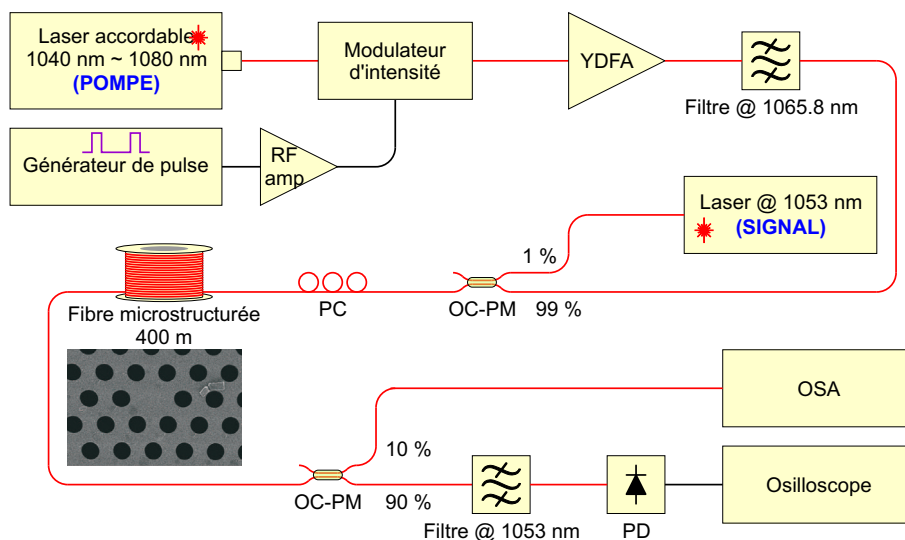 Laser accordable
1040 nm ~ 1080 nm
(POMPE)
Modulateur
d'intensité
YDFA
Filtre @ 1065.8 nm
Générateur de pulse
RF
amp
Laser @ 1053 nm
(SIGNAL)
1 %
OC-PM
99 %
PC
Fibre microstructurée
400 m
OSA
10 %
OC-PM
90 %
Filtre @ 1053 nm
PD
Osilloscope